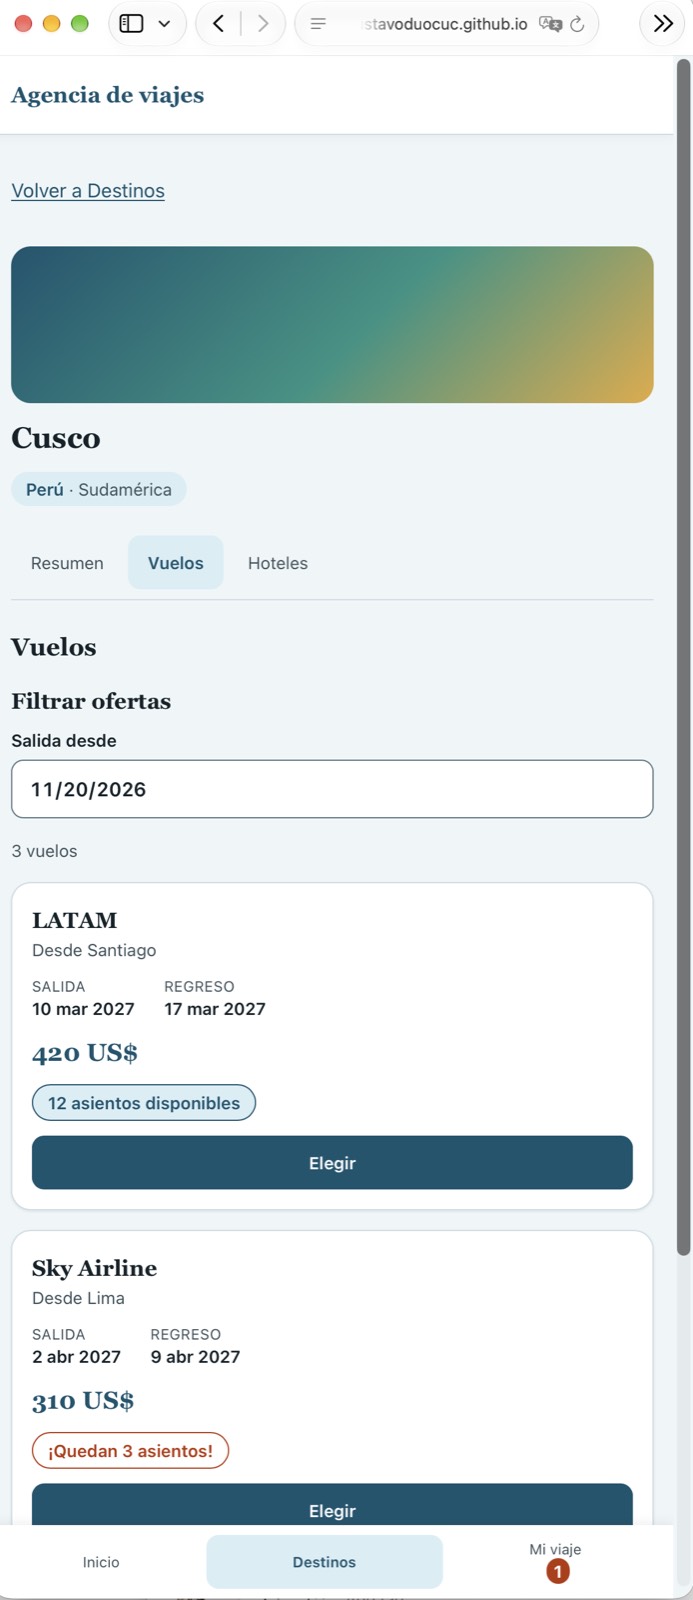 stavoducuc.github.io
Agencia de viajes
Volver a Destinos
Cusco
Perú · Sudamérica
Resumen
Vuelos
Hoteles
Vuelos
Filtrar ofertas
Salida desde
11/20/2026
3 vuelos
LATAM
Desde Santiago
SALIDA REGRESO
10 mar 2027 17 mar 2027
420 US$
12 asientos disponibles
Elegir
Sky Airline
Desde Lima
SALIDA REGRESO
2 abr 2027 9 abr 2027
310 US$
¡Quedan 3 asientos!
Elegir
Inicio
Destinos
Mi viaje
1